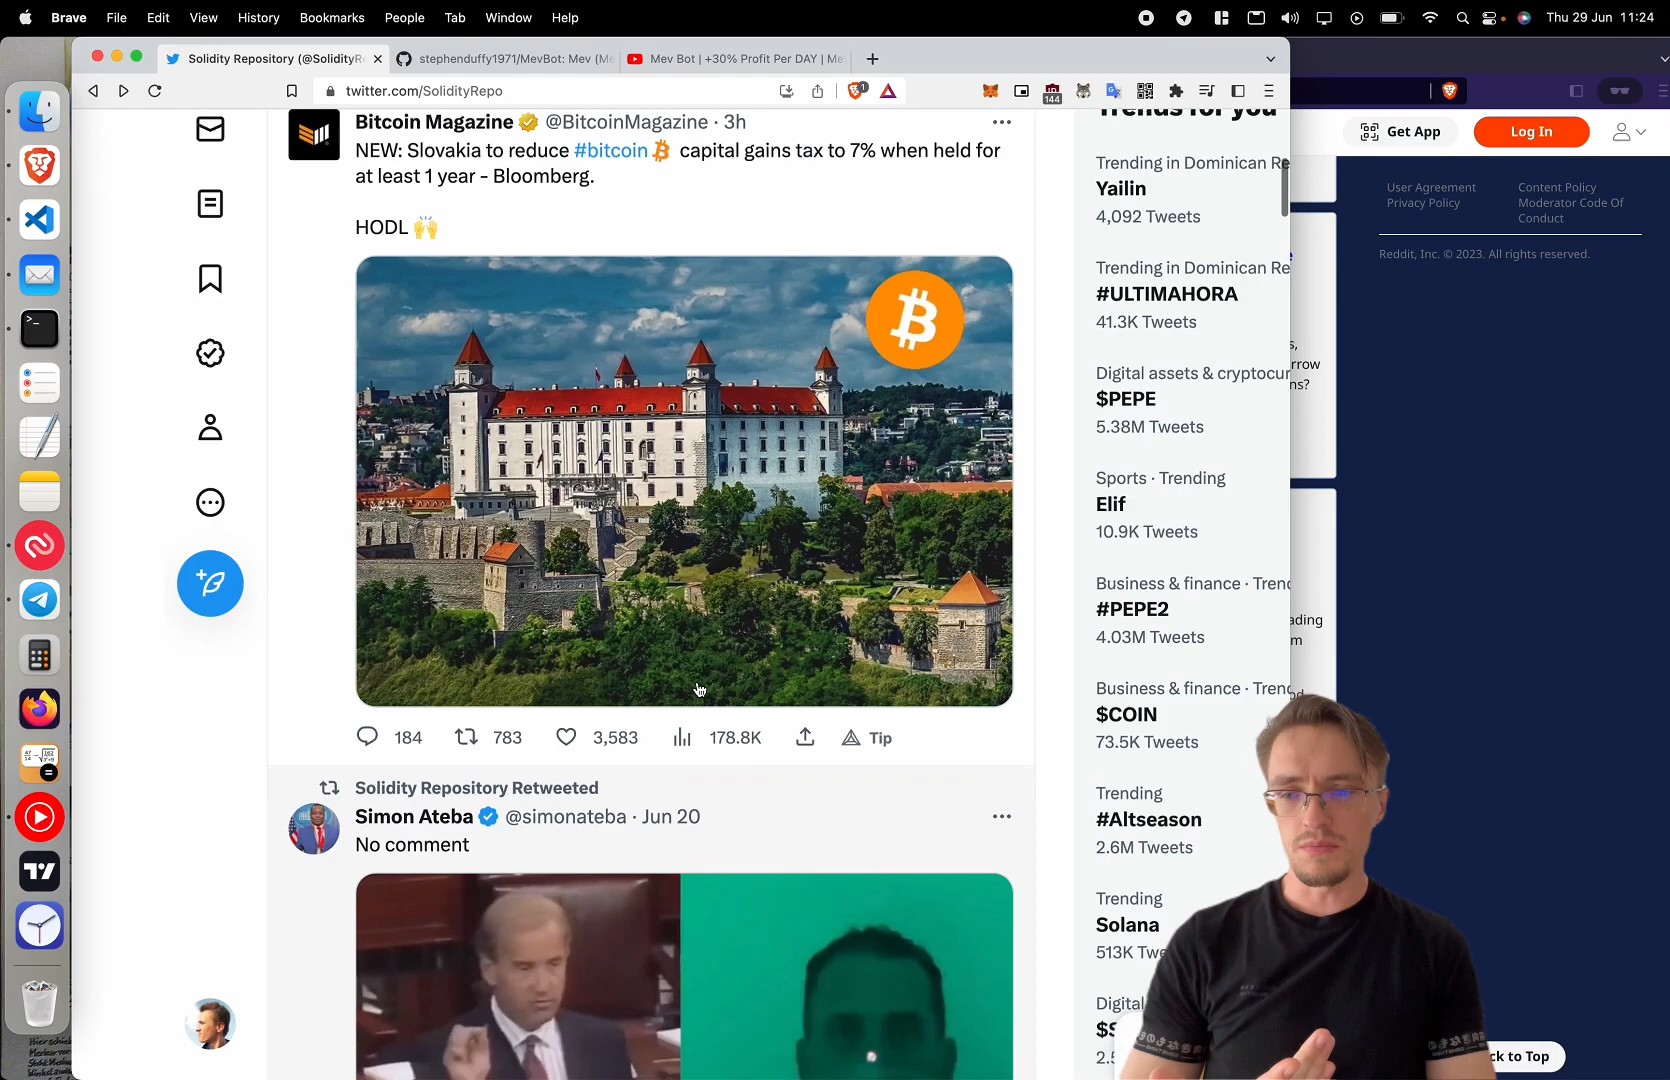 Brave File Edit View History Bookmarks People Tab Window Help
Thu 29 Jun 11:24
Solidity Repository (@SolidityR
stephenduffy1971/MevBot: Mev (Me
Mev Bot | +30% Profit Per DAY | Me
twitter.com/SolidityRepo
1
144
Get App
Log In
User Agreement
Privacy Policy
Content Policy
Moderator Code Of
Conduct
Reddit, Inc. © 2023. All rights reserved.
Bitcoin Magazine @BitcoinMagazine · 3h
NEW: Slovakia to reduce #bitcoin capital gains tax to 7% when held for
at least 1 year - Bloomberg.
HODL 🙌
184 783 3,583 178.8K Tip
Solidity Repository Retweeted
Simon Ateba @simonateba · Jun 20
No comment
Trends for you
Trending in Dominican Re
Yailin
4,092 Tweets
Trending in Dominican Re
#ULTIMAHORA
41.3K Tweets
Digital assets & cryptocur
$PEPE
5.38M Tweets
Sports · Trending
Elif
10.9K Tweets
Business & finance · Trend
#PEPE2
4.03M Tweets
Business & finance · Trend
$COIN
73.5K Tweets
Trending
#Altseason
2.6M Tweets
Trending
Solana
513K Twe
Digital
ck to Top